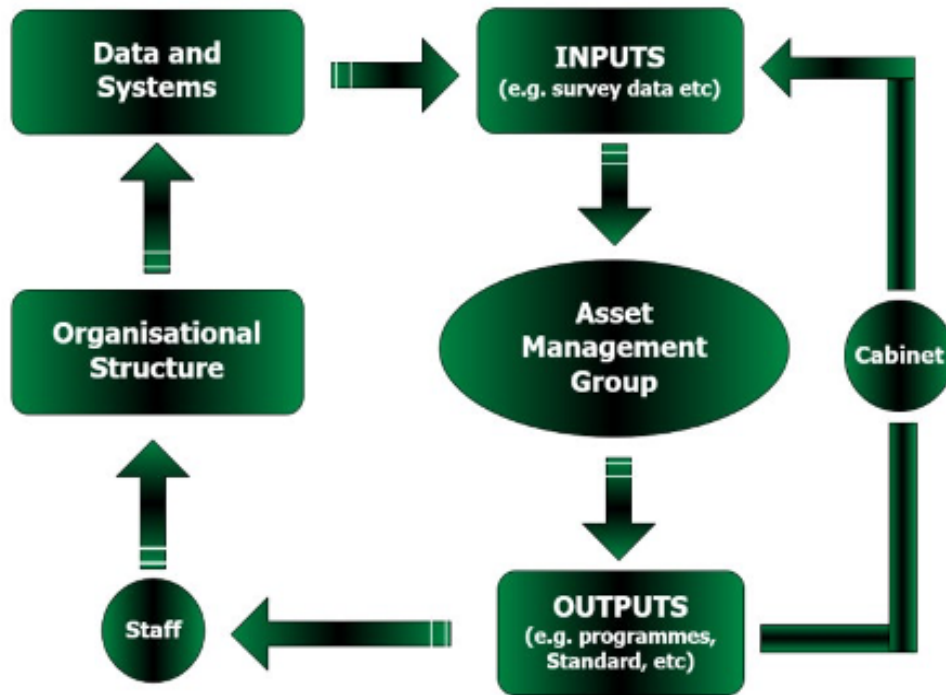 Data and
Systems
INPUTS
(e.g. survey data etc)
Organisational
Structure
Asset
Management
Group
Cabinet
Staff
OUTPUTS
(e.g. programmes,
Standard, etc)